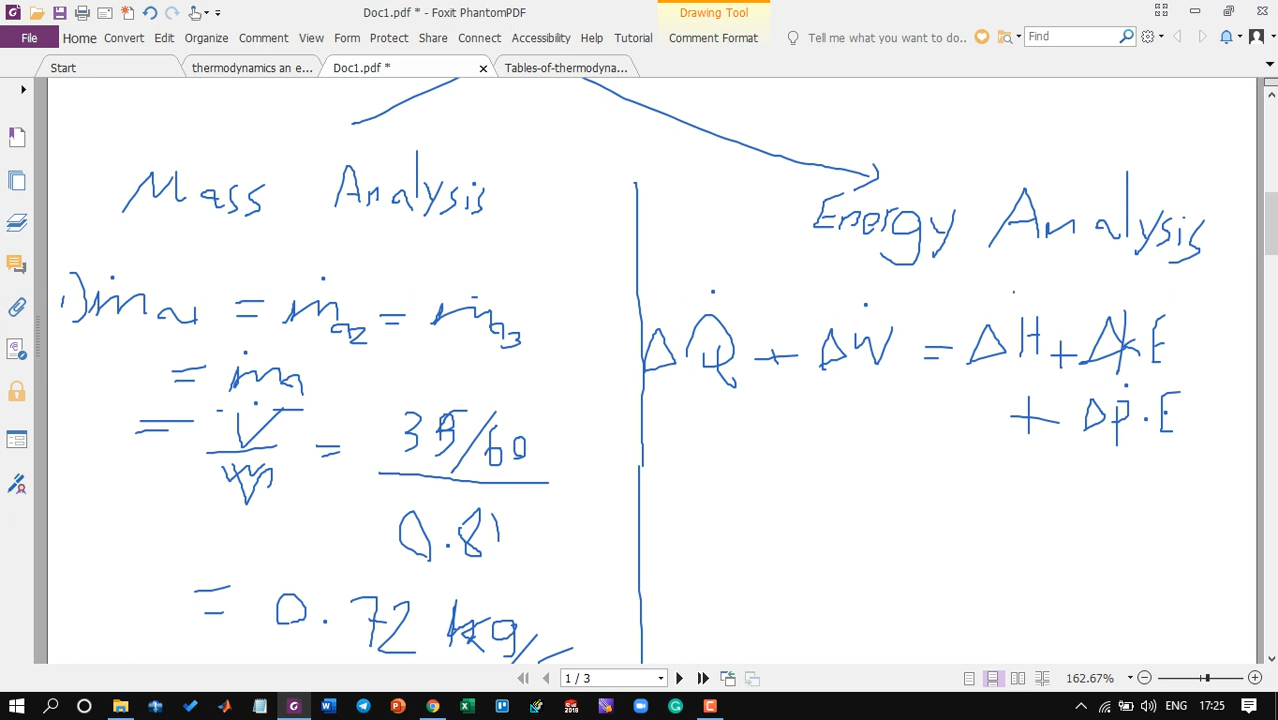 Doc1.pdf * - Foxit PhantomPDF
Drawing Tool
File Home Convert Edit Organize Comment View Form Protect Share Connect Accessibility Help Tutorial Comment Format Tell me what you want to do.. Find
Start thermodynamics an e... Doc1.pdf * Tables-of-thermodyna...
Mass Analysis
Energy Analysis
1) ṁa1 = ṁa2 = ṁa3
= ṁa
= V̇/v = 35/60 / 0.81
= 0.72 kg/s
ΔQ̇ + ΔẆ = ΔḢ + ΔKE
+ ΔṖ.E
1 / 3
162.67%
ENG 17:25